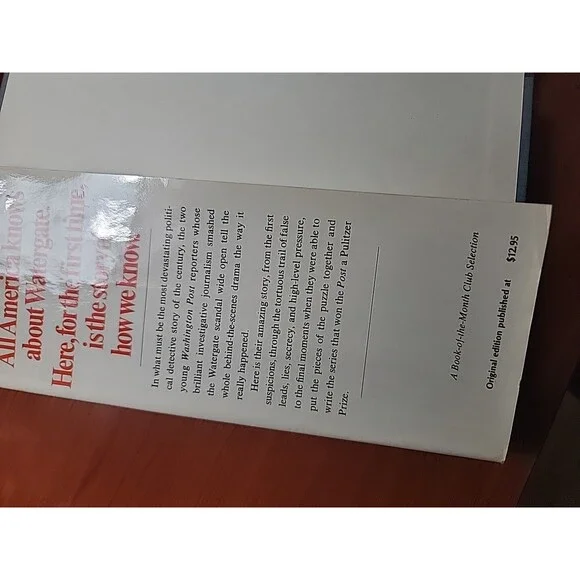 All America knows
about Watergate.
Here, for the first time,
is the story of
how we know.
In what must be the most devastating politi-
cal detective story of the century, the two
young Washington Post reporters whose
brilliant investigative journalism smashed
the Watergate scandal wide open tell the
whole behind-the-scenes drama the way it
really happened.
Here is their amazing story, from the first
suspicions, through the tortuous trail of false
leads, lies, secrecy, and high-level pressure,
to the final moments when they were able to
put the pieces of the puzzle together and
write the series that won the Post a Pulitzer
Prize.
A Book-of-the-Month Club Selection
Original edition published at $12.95